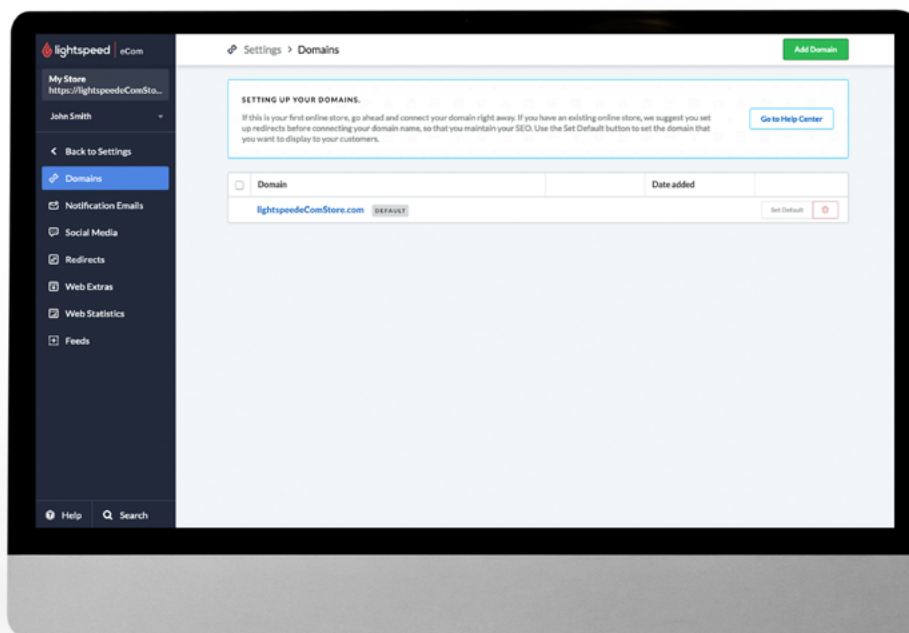 lightspeed eCom
My Store
https://lightspeedeComSto...
John Smith
Back to Settings
Domains
Notification Emails
Social Media
Redirects
Web Extras
Web Statistics
Feeds
Help Search
Settings > Domains
Add Domain
SETTING UP YOUR DOMAINS.
If this is your first online store, go ahead and connect your domain right away. If you have an existing online store, we suggest you set
up redirects before connecting your domain name, so that you maintain your SEO. Use the Set Default button to set the domain that
you want to display to your customers.
Go to Help Center
Domain Date added
lightspeedeComStore.com DEFAULT Set Default